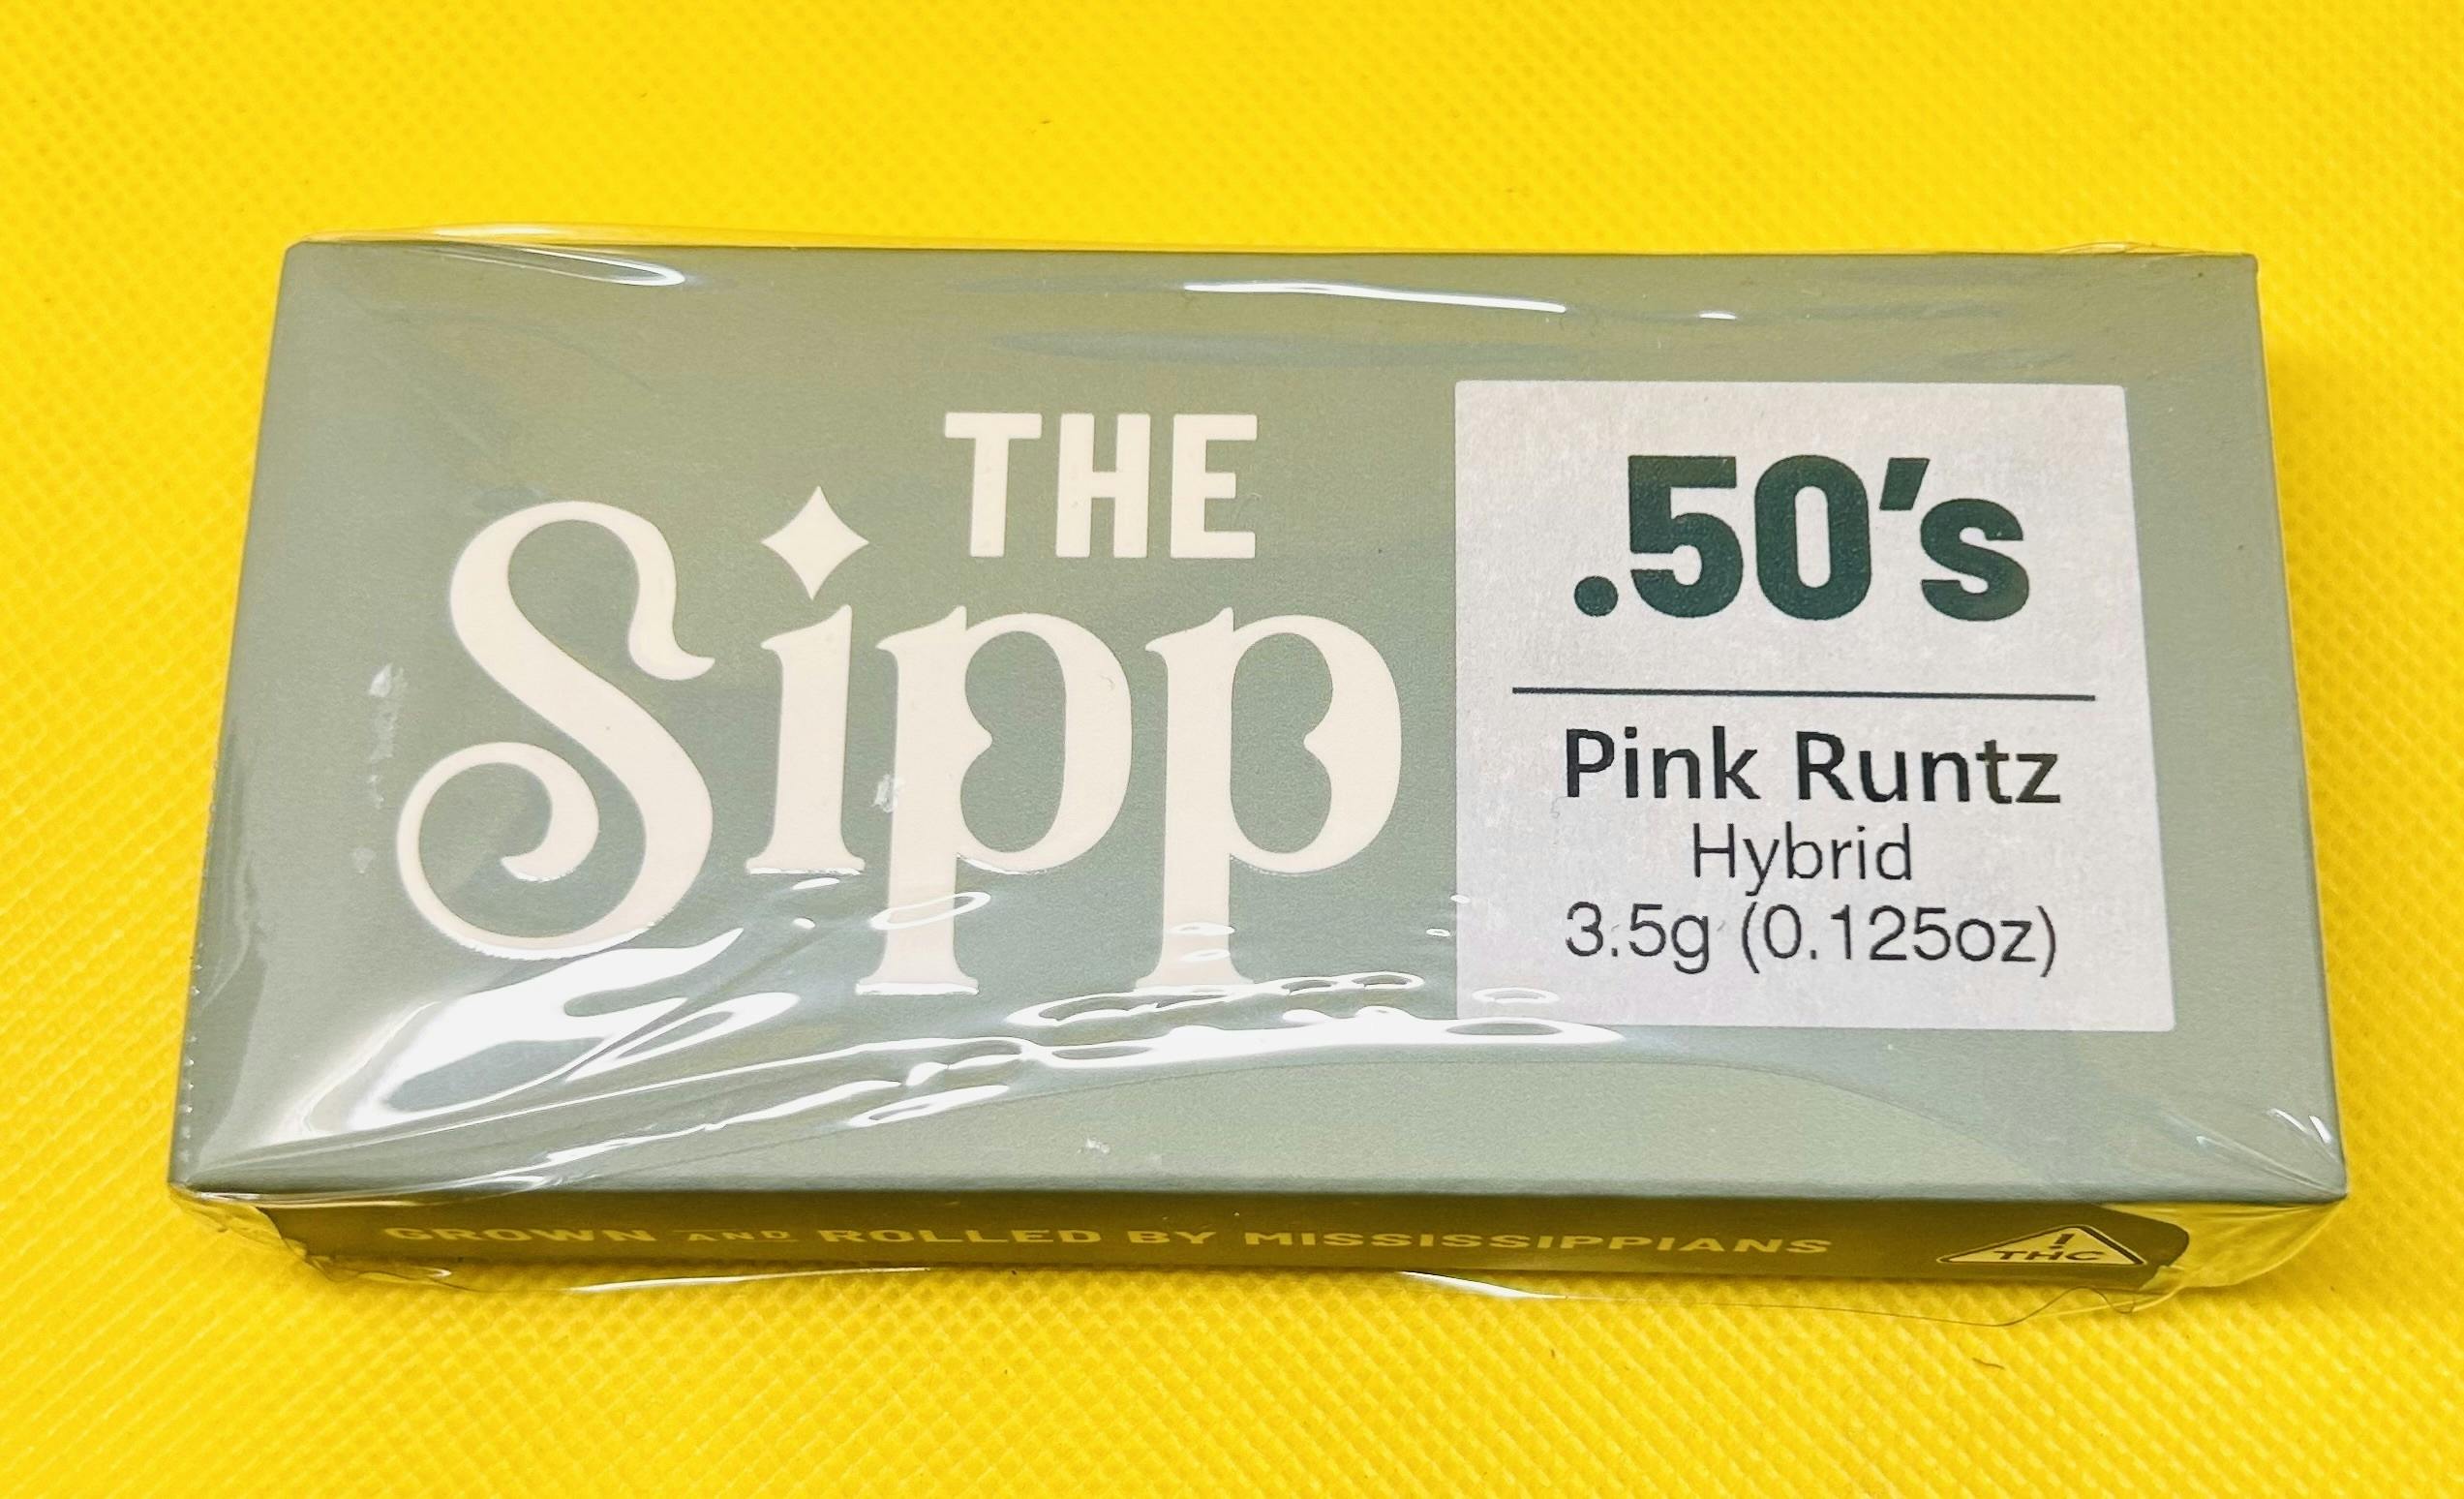 THE
Sipp
.50's
Pink Runtz
Hybrid
3.5g (0.125oz)
GROWN AND ROLLED BY MISSISSIPPIANS
!
THC